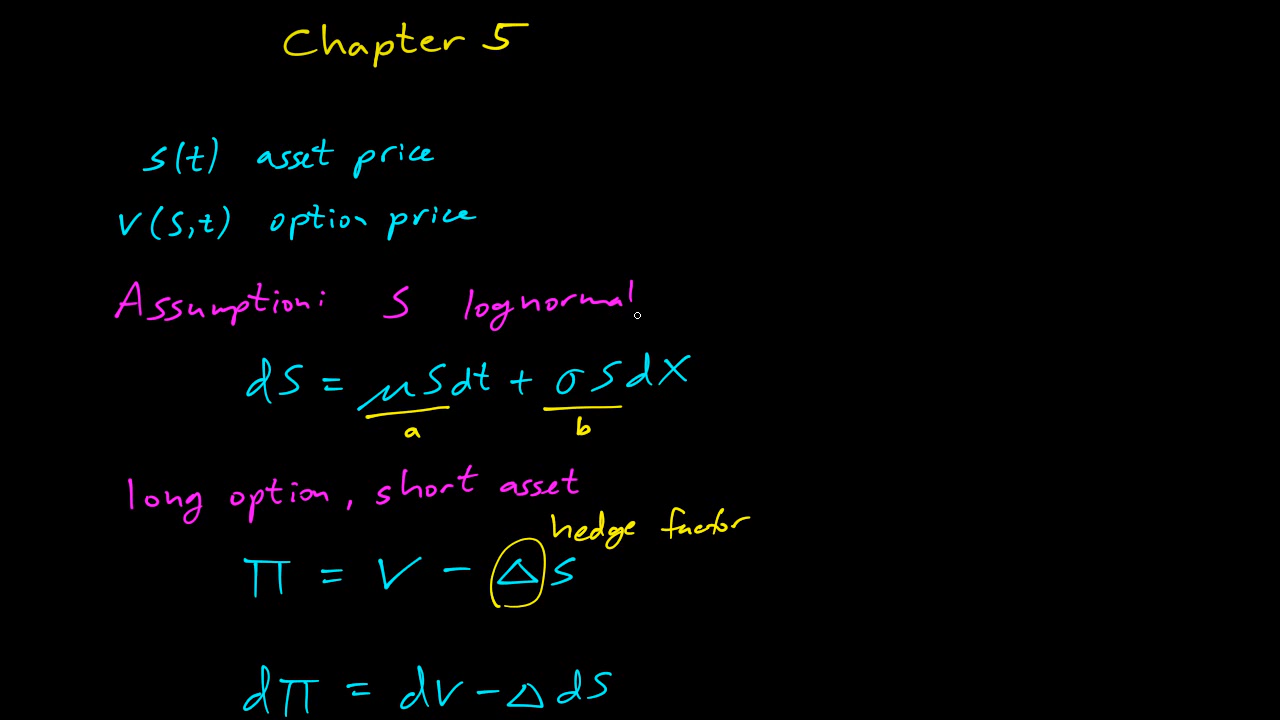 Chapter 5
S(t) asset price
V(S,t) option price
Assumption: S lognormal
dS = μSdt + σSdX
a b
long option, short asset
hedge factor
Π = V - ΔS
dΠ = dV - ΔdS